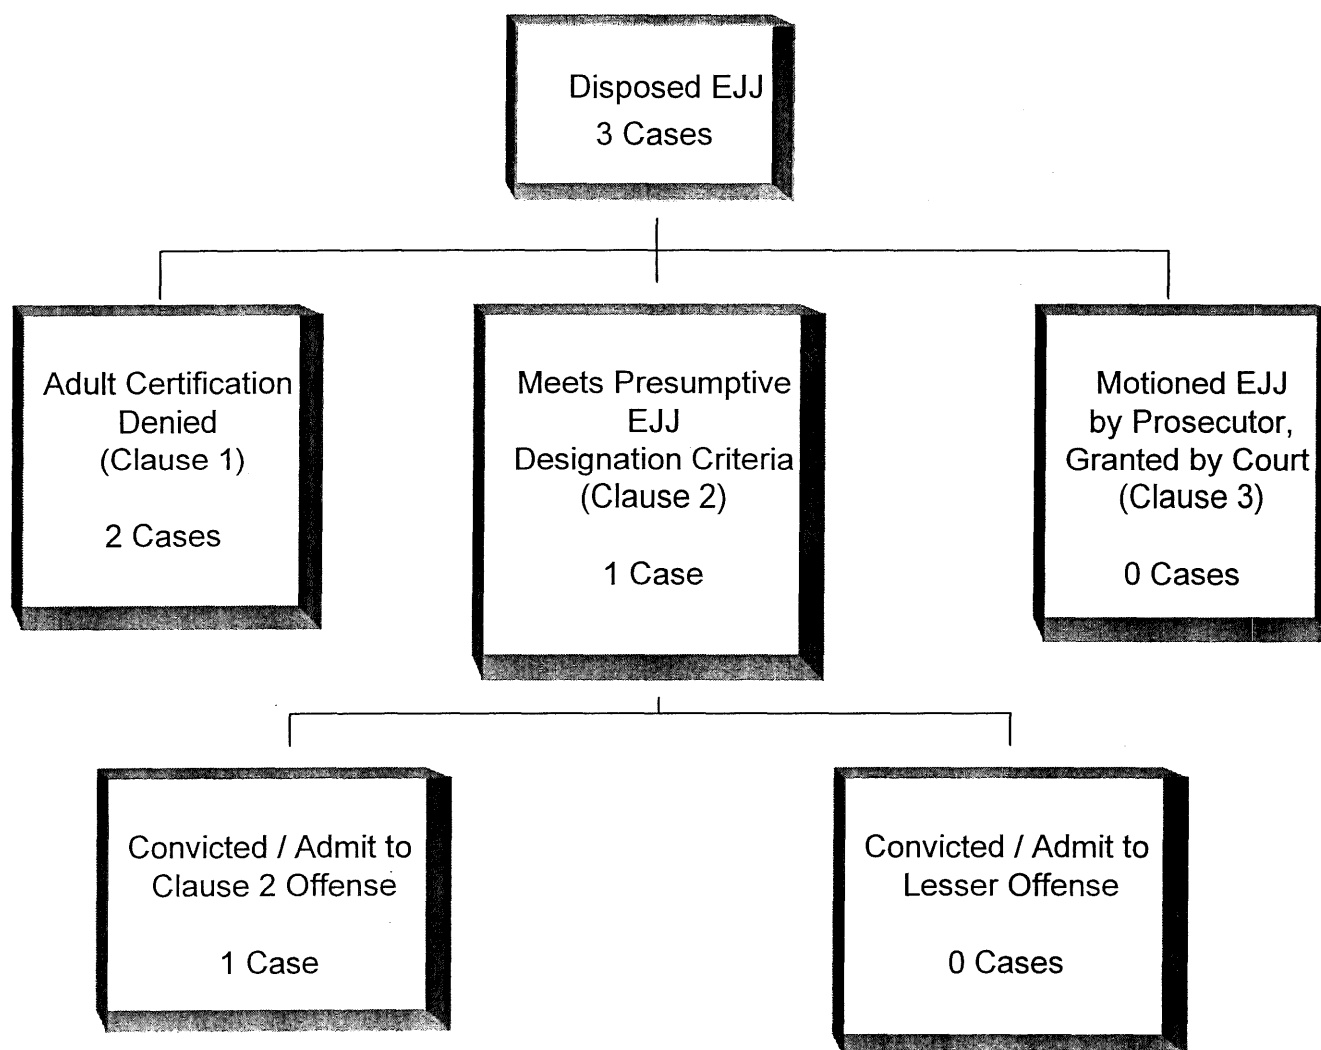 Disposed EJJ
3 Cases
Adult Certification
Denied
(Clause 1)
2 Cases
Meets Presumptive
EJJ
Designation Criteria
(Clause 2)
1 Case
Motioned EJJ
by Prosecutor,
Granted by Court
(Clause 3)
0 Cases
Convicted / Admit to
Clause 2 Offense
1 Case
Convicted / Admit to
Lesser Offense
0 Cases